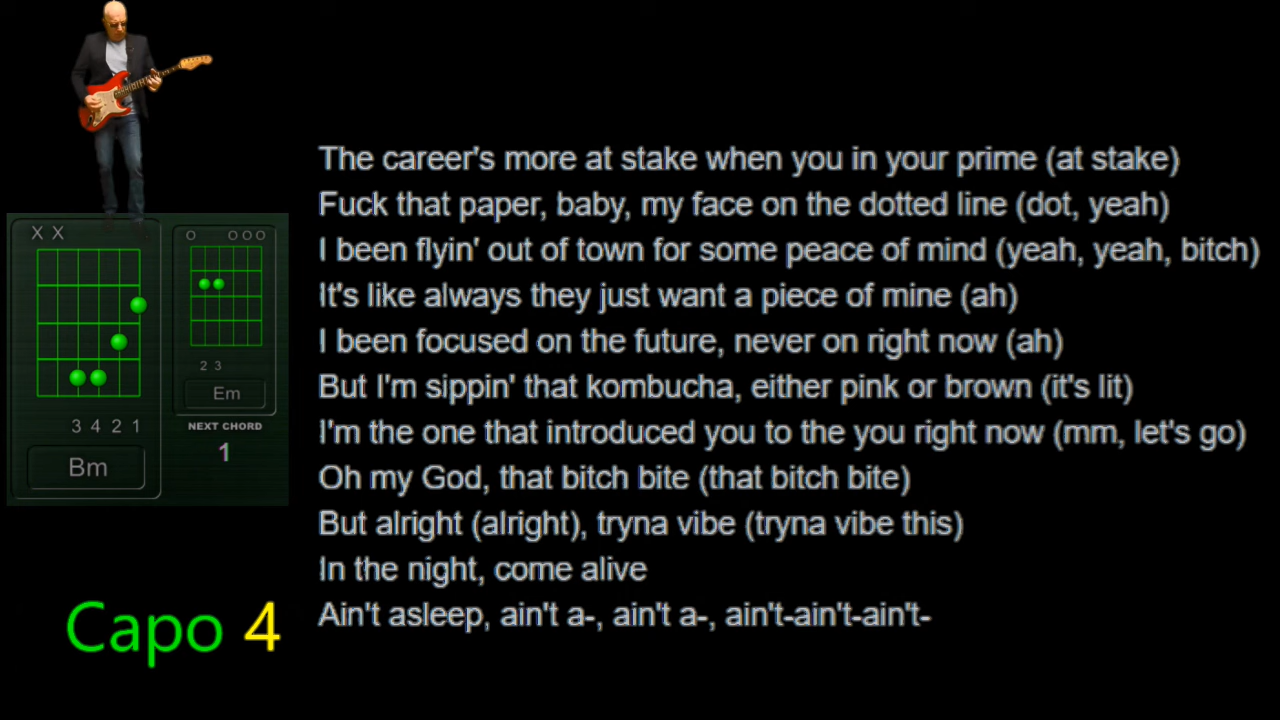 The career's more at stake when you in your prime (at stake)
Fuck that paper, baby, my face on the dotted line (dot, yeah)
I been flyin' out of town for some peace of mind (yeah, yeah, bitch)
It's like always they just want a piece of mine (ah)
I been focused on the future, never on right now (ah)
But I'm sippin' that kombucha, either pink or brown (it's lit)
I'm the one that introduced you to the you right now (mm, let's go)
Oh my God, that bitch bite (that bitch bite)
But alright (alright), tryna vibe (tryna vibe this)
In the night, come alive
Ain't asleep, ain't a-, ain't a-, ain't-ain't-ain't-
X X
3 4 2 1
Bm
O O O O
2 3
Em
NEXT CHORD
1
Capo 4